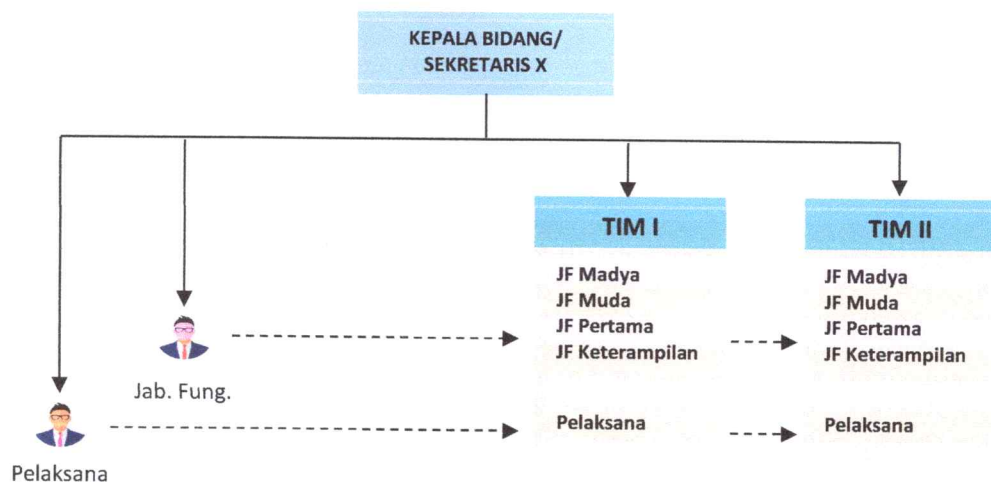 KEPALA BIDANG/
SEKRETARIS X
TIM I
TIM II
JF Madya
JF Muda
JF Pertama
JF Keterampilan
JF Madya
JF Muda
JF Pertama
JF Keterampilan
Jab. Fung.
Pelaksana
Pelaksana
Pelaksana